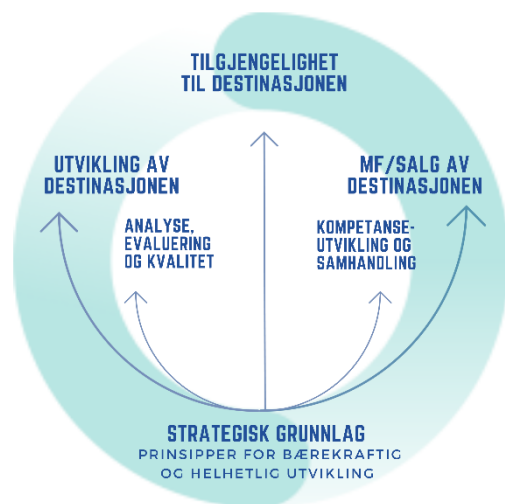 TILGJENGELIGHET
TIL DESTINASJONEN
UTVIKLING AV
DESTINASJONEN
MF/SALG AV
DESTINASJONEN
ANALYSE,
EVALUERING
OG KVALITET
KOMPETANSE-
UTVIKLING OG
SAMHANDLING
STRATEGISK GRUNNLAG
PRINSIPPER FOR BÆREKRAFTIG
OG HELHETLIG UTVIKLING